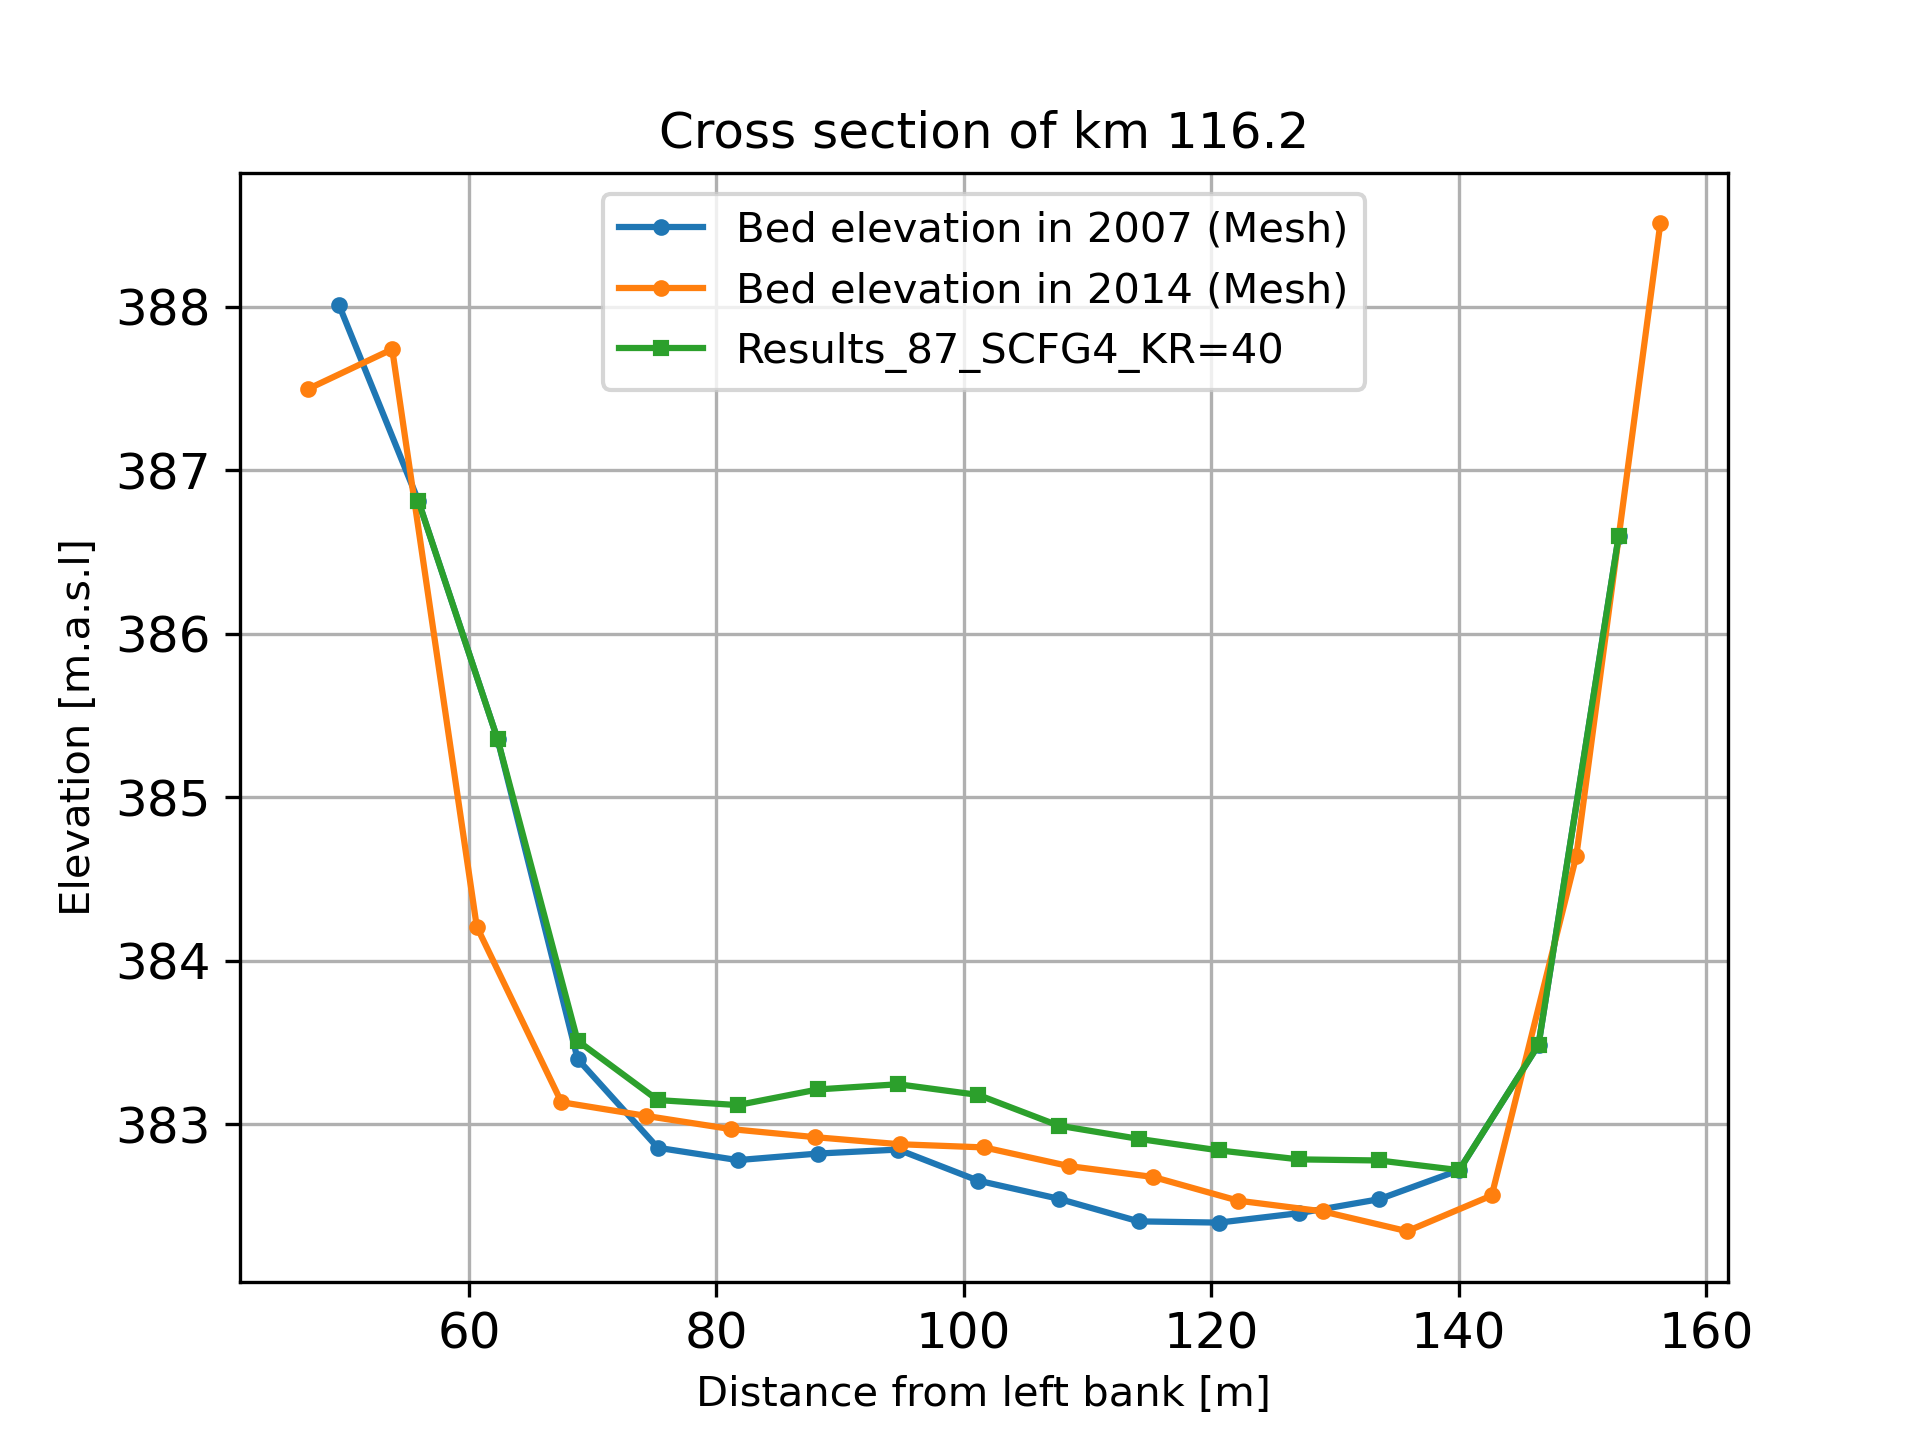 Cross section of km 116.2
Bed elevation in 2007 (Mesh)
Bed elevation in 2014 (Mesh)
Results_87_SCFG4_KR=40
388
387
386
385
384
383
Elevation [m.a.s.l]
60 80 100 120 140 160
Distance from left bank [m]